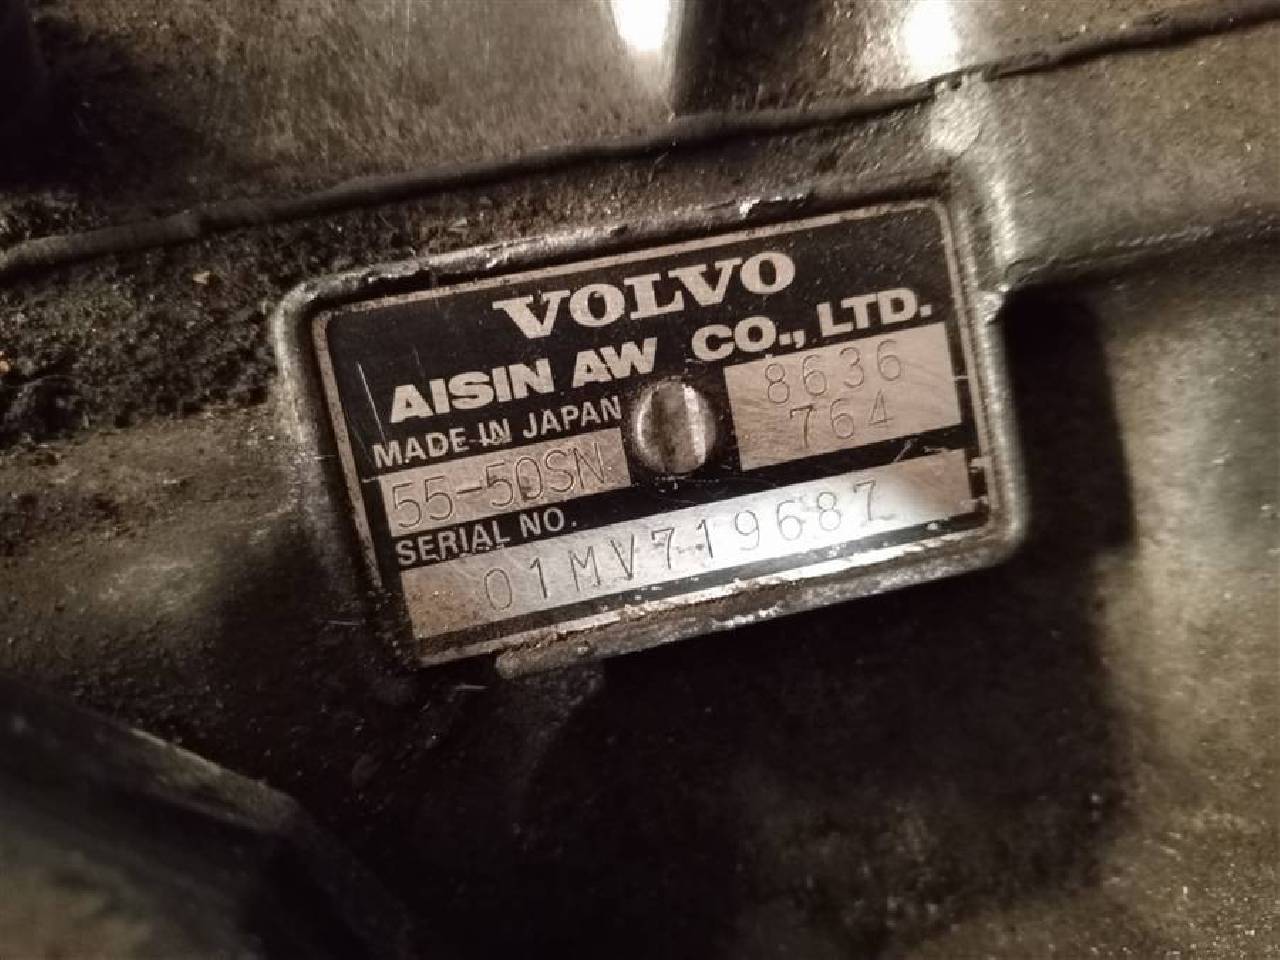 VOLVO
AISIN AW CO., LTD.
MADE IN JAPAN
8636
764
55-50SN
SERIAL NO.
01MV719687